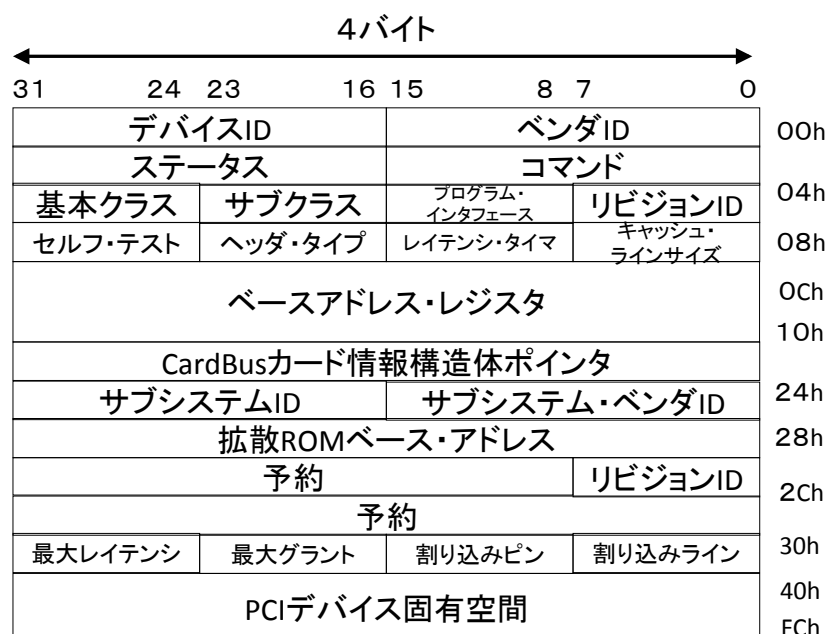 4バイト
31 24 23 16 15 8 7 0
デバイスID ベンダID 00h
ステータス コマンド
基本クラス サブクラス プログラム・インタフェース リビジョンID 04h
セルフ・テスト ヘッダ・タイプ レイテンシ・タイマ キャッシュ・ラインサイズ 08h
ベースアドレス・レジスタ 0Ch
10h
CardBusカード情報構造体ポインタ
サブシステムID サブシステム・ベンダID 24h
拡散ROMベース・アドレス 28h
予約 リビジョンID 2Ch
予約
最大レイテンシ 最大グラント 割り込みピン 割り込みライン 30h
PCIデバイス固有空間 40h
FCh